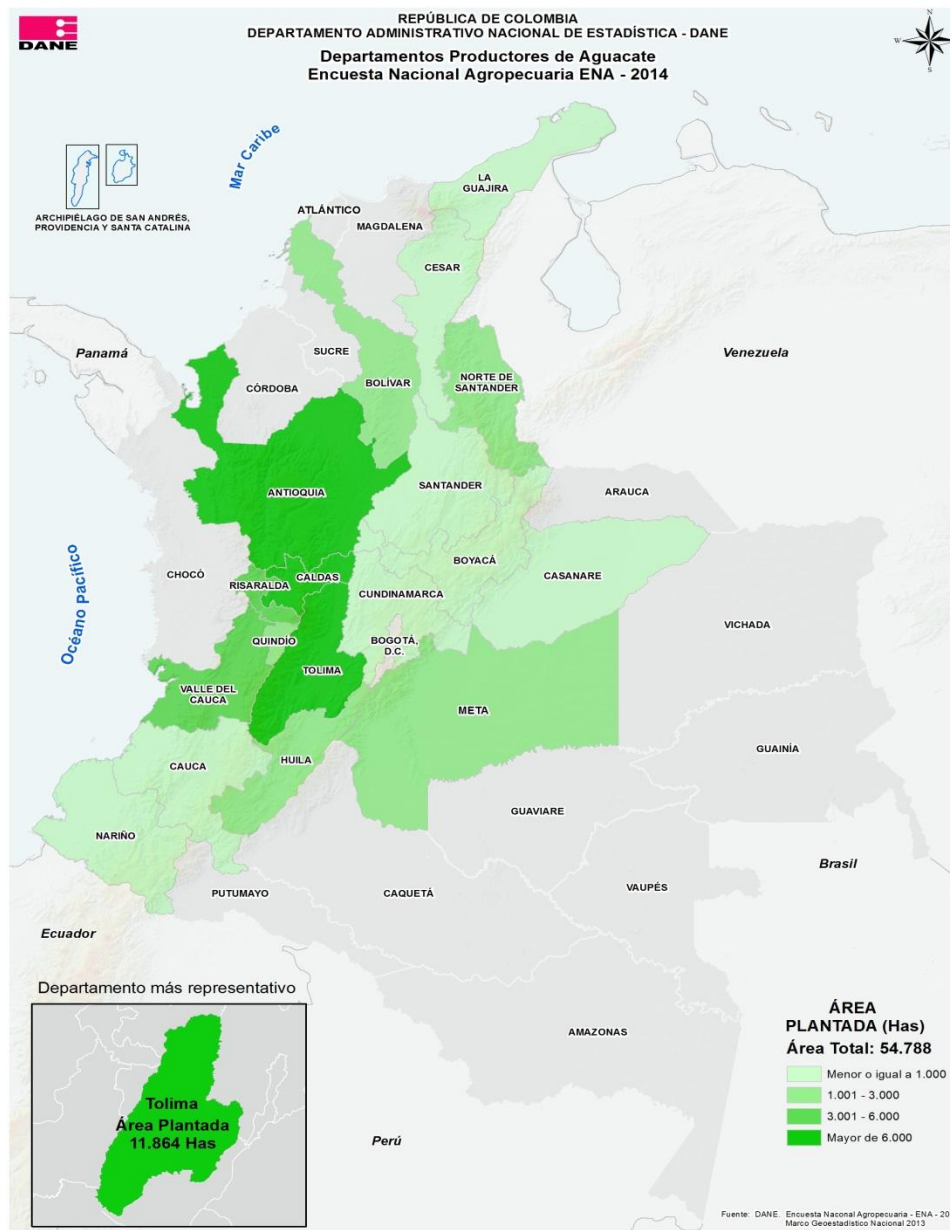 DANE
REPÚBLICA DE COLOMBIA
DEPARTAMENTO ADMINISTRATIVO NACIONAL DE ESTADÍSTICA - DANE
Departamentos Productores de Aguacate
Encuesta Nacional Agropecuaria ENA - 2014
N
W
E
S
Mar Caribe
ARCHIPIÉLAGO DE SAN ANDRÉS,
PROVIDENCIA Y SANTA CATALINA
LA
GUAJIRA
ATLÁNTICO
MAGDALENA
CESAR
Panamá
SUCRE
Venezuela
CÓRDOBA
BOLÍVAR
NORTE DE
SANTANDER
SANTANDER
ANTIOQUIA
ARAUCA
Océano Pacífico
CHOCÓ
BOYACÁ
CASANARE
RISARALDA
CALDAS
CUNDINAMARCA
VICHADA
QUINDÍO
BOGOTÁ,
D.C.
TOLIMA
VALLE DEL
CAUCA
META
GUAINÍA
HUILA
CAUCA
GUAVIARE
NARIÑO
Brasil
VAUPÉS
PUTUMAYO
CAQUETÁ
Ecuador
Departamento más representativo
Tolima
Área Plantada
11.864 Has
AMAZONAS
Perú
ÁREA
PLANTADA (Has)
Área Total: 54.788
Menor o igual a 1.000
1.001 - 3.000
3.001 - 6.000
Mayor de 6.000
Fuente: DANE. Encuesta Naconal Agropecuaria - ENA - 20
Marco Geoestadístico Nacional 2013